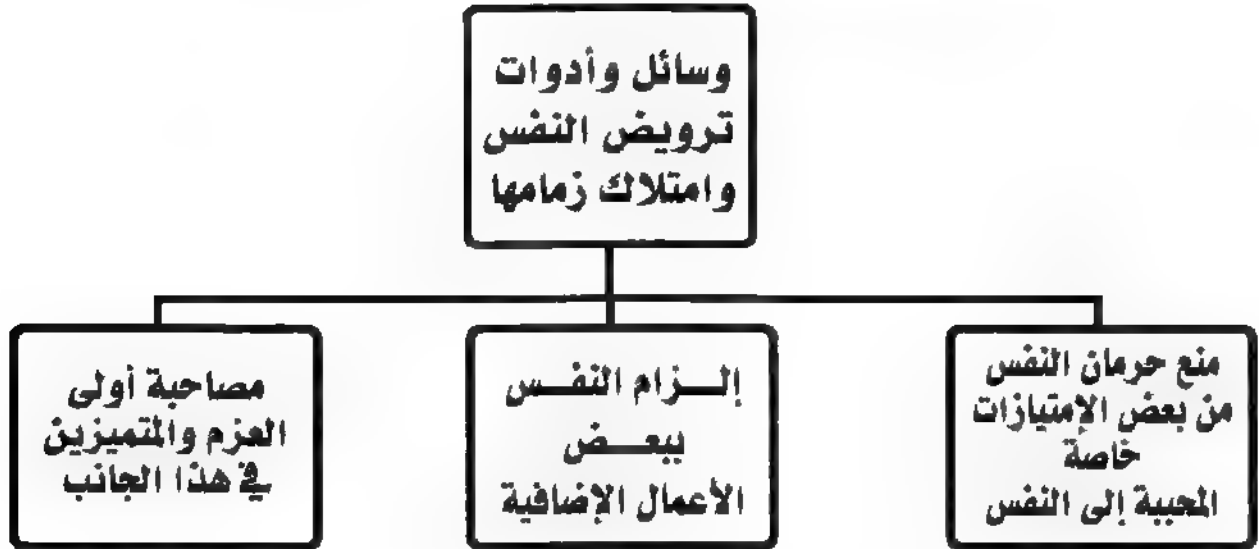 وسائل وأدوات
ترويض النفس
وامتلاك زمامها
منع حرمان النفس
من بعض الإمتيازات
خاصة
المحببة إلى النفس
إلـــزام النفـــس
ببعـــض
الأعمال الإضافية
مصاحبة أولى
العزم والمتميزين
في هذا الجانب